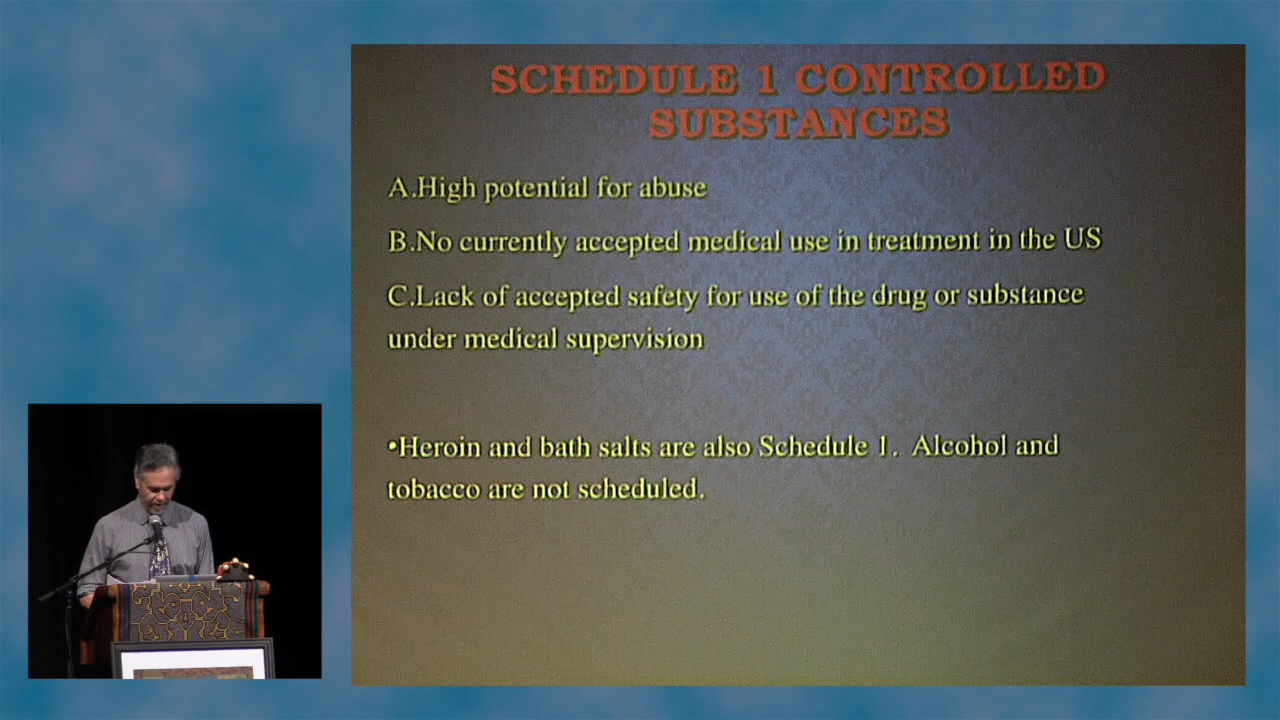 SCHEDULE 1 CONTROLLED
SUBSTANCES
A.High potential for abuse
B.No currently accepted medical use in treatment in the US
C.Lack of accepted safety for use of the drug or substance
under medical supervision
•Heroin and bath salts are also Schedule 1. Alcohol and
tobacco are not scheduled.